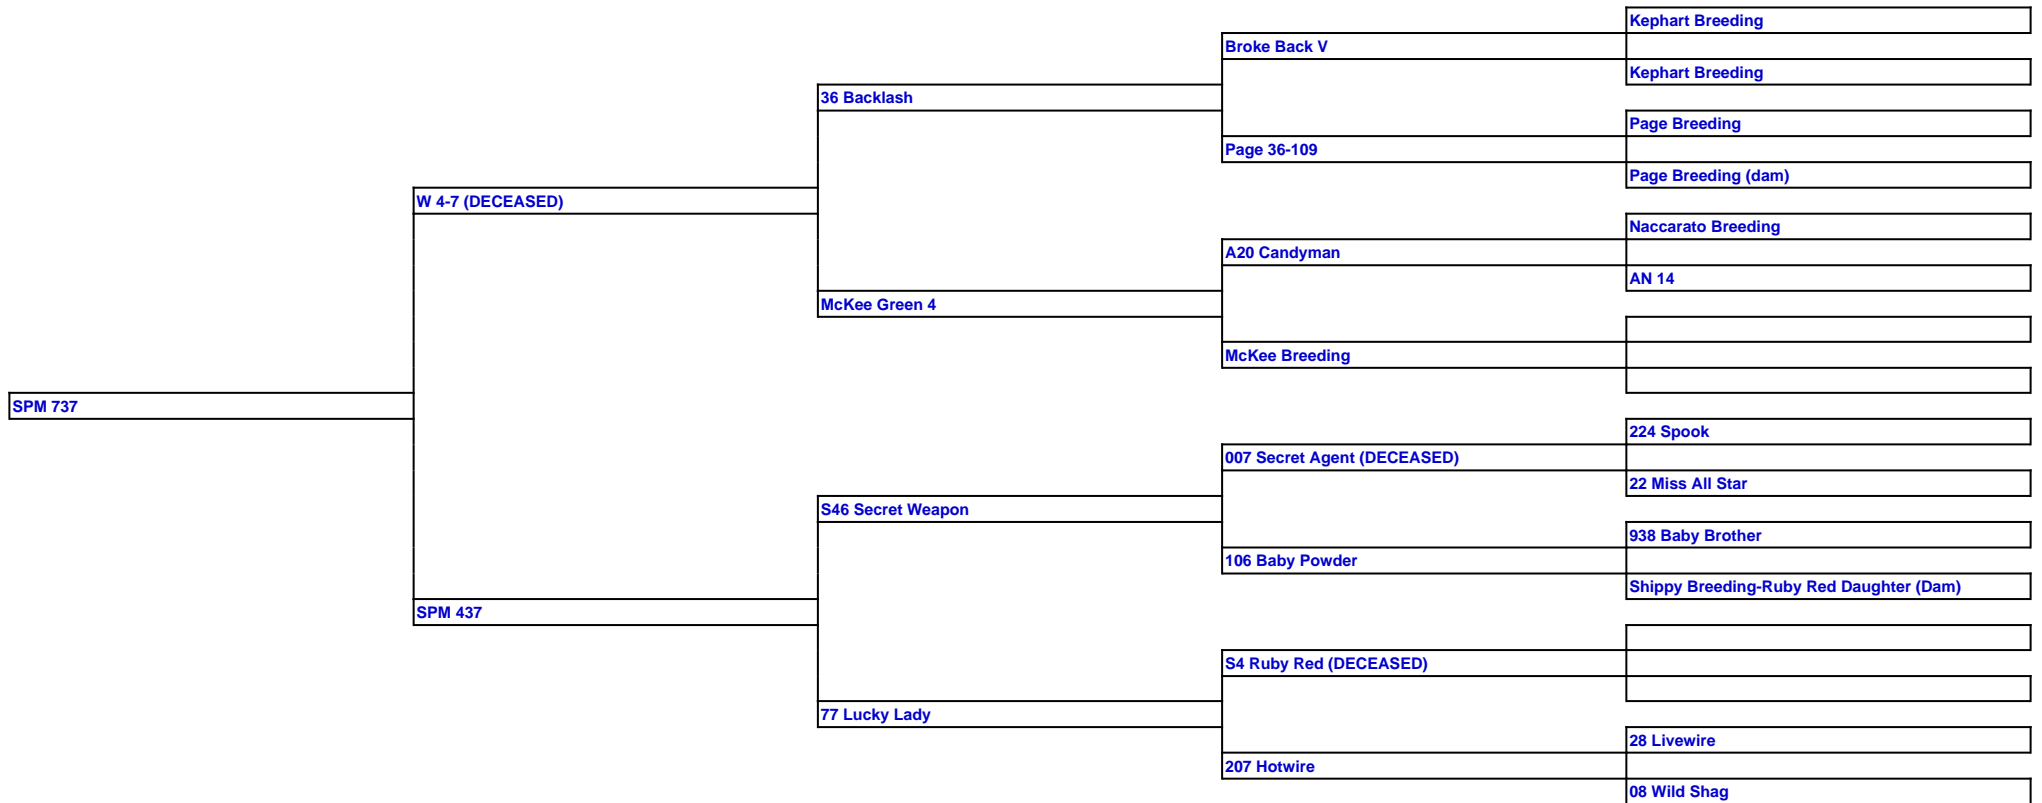 Kephart Breeding
Broke Back V
Kephart Breeding
36 Backlash
Page Breeding
Page 36-109
Page Breeding (dam)
W 4-7 (DECEASED)
Naccarato Breeding
A20 Candyman
AN 14
McKee Green 4
McKee Breeding
SPM 737
224 Spook
007 Secret Agent (DECEASED)
22 Miss All Star
S46 Secret Weapon
938 Baby Brother
106 Baby Powder
Shippy Breeding-Ruby Red Daughter (Dam)
SPM 437
S4 Ruby Red (DECEASED)
77 Lucky Lady
28 Livewire
207 Hotwire
08 Wild Shag